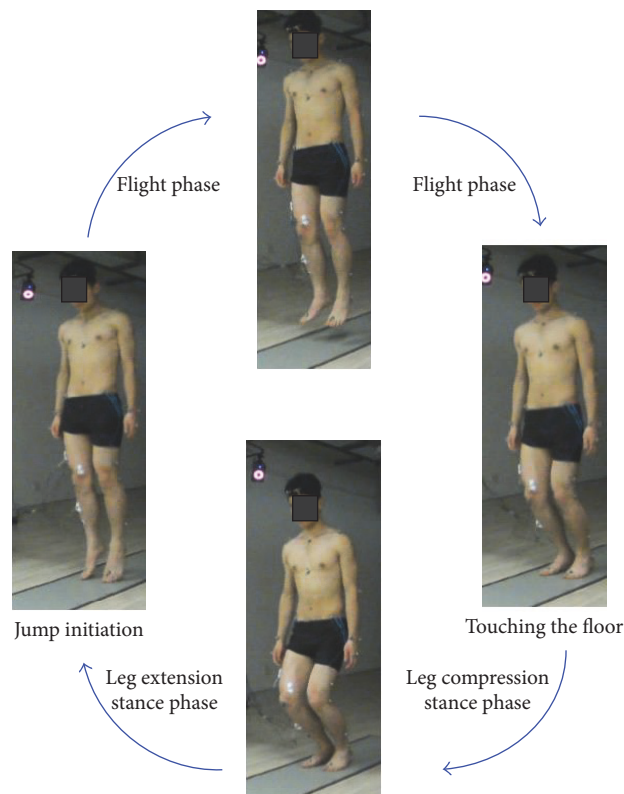 Flight phase
Flight phase
Jump initiation
Touching the floor
Leg extension
stance phase
Leg compression
stance phase